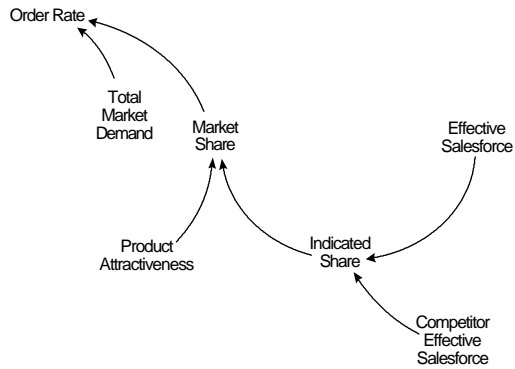 Order Rate
Total
Market
Demand
Market
Share
Effective
Salesforce
Product
Attractiveness
Indicated
Share
Competitor
Effective
Salesforce